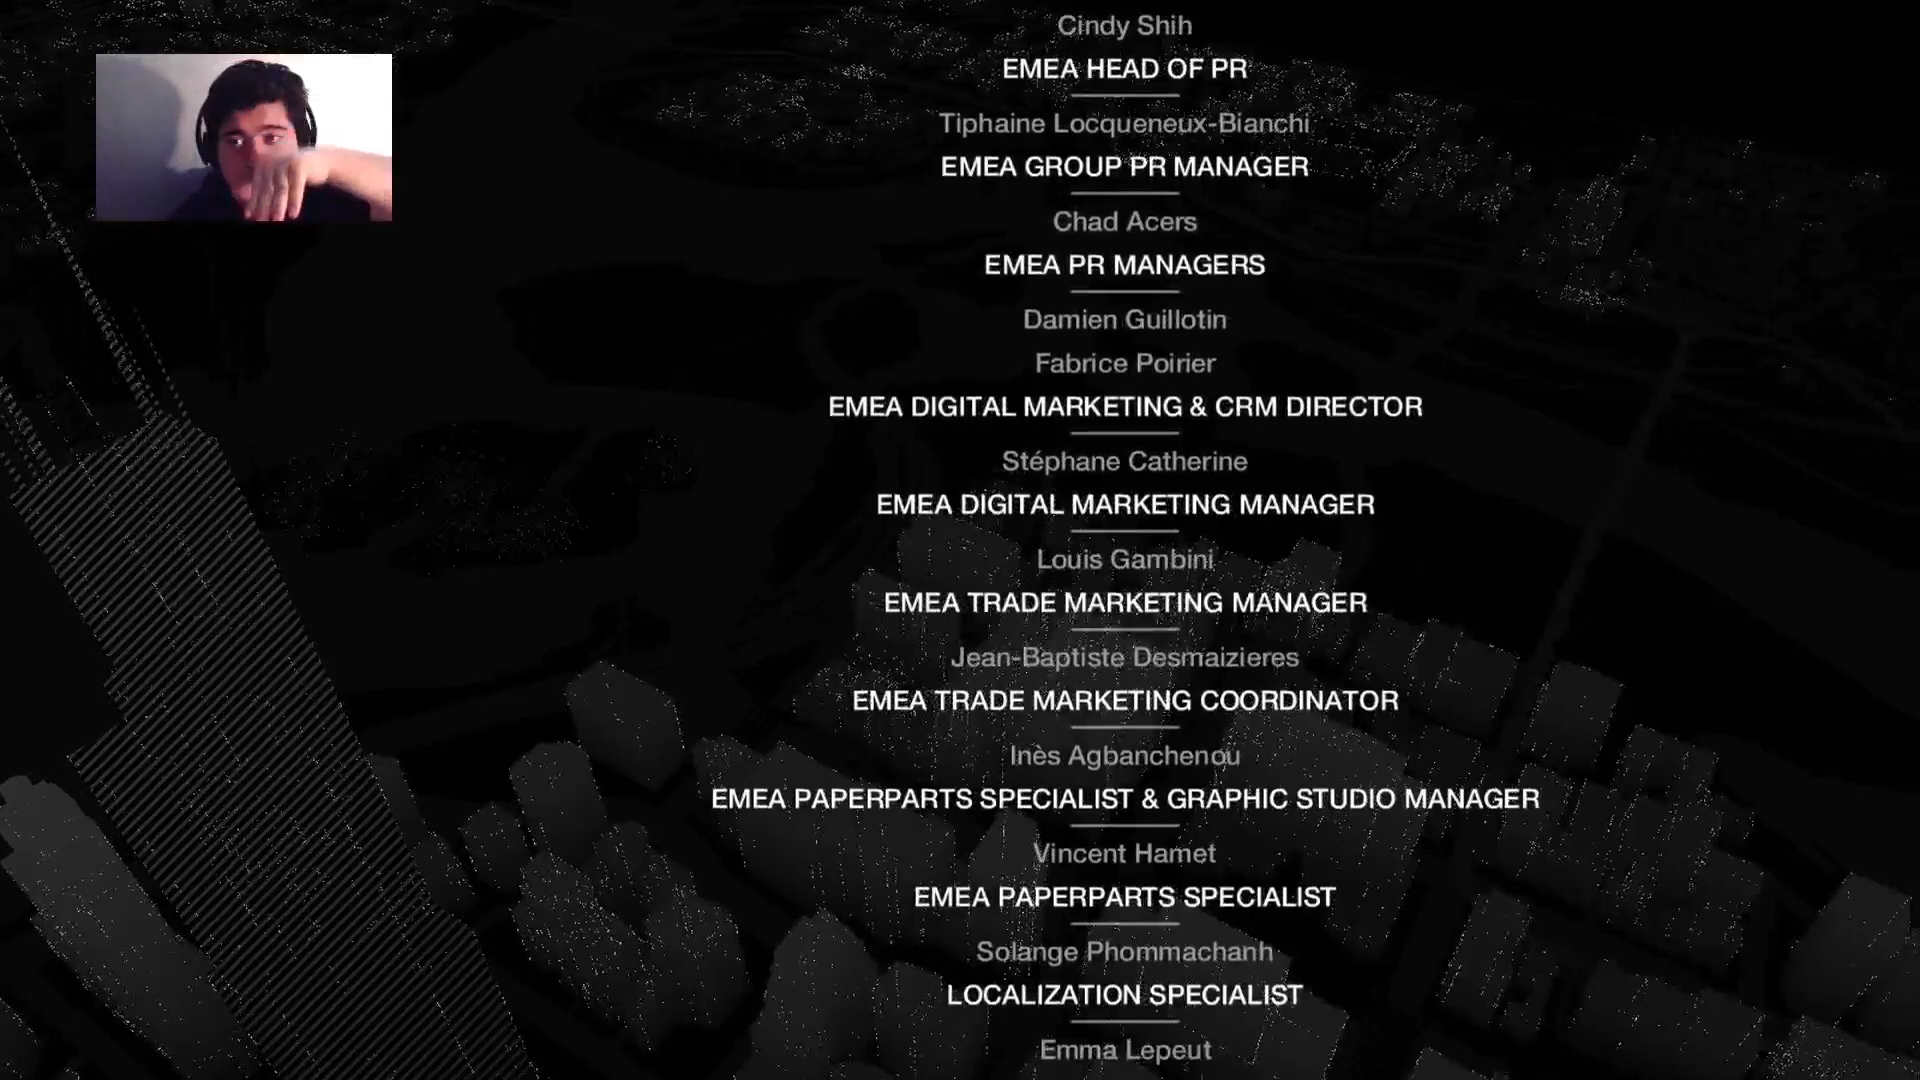 Cindy Shih
EMEA HEAD OF PR
Tiphaine Locqueneux-Bianchi
EMEA GROUP PR MANAGER
Chad Acers
EMEA PR MANAGERS
Damien Guillotin
Fabrice Poirier
EMEA DIGITAL MARKETING & CRM DIRECTOR
Stéphane Catherine
EMEA DIGITAL MARKETING MANAGER
Louis Gambini
EMEA TRADE MARKETING MANAGER
Jean-Baptiste Desmaizieres
EMEA TRADE MARKETING COORDINATOR
Inès Agbanchenou
EMEA PAPERPARTS SPECIALIST & GRAPHIC STUDIO MANAGER
Vincent Hamet
EMEA PAPERPARTS SPECIALIST
Solange Phommachanh
LOCALIZATION SPECIALIST
Emma Lepeut